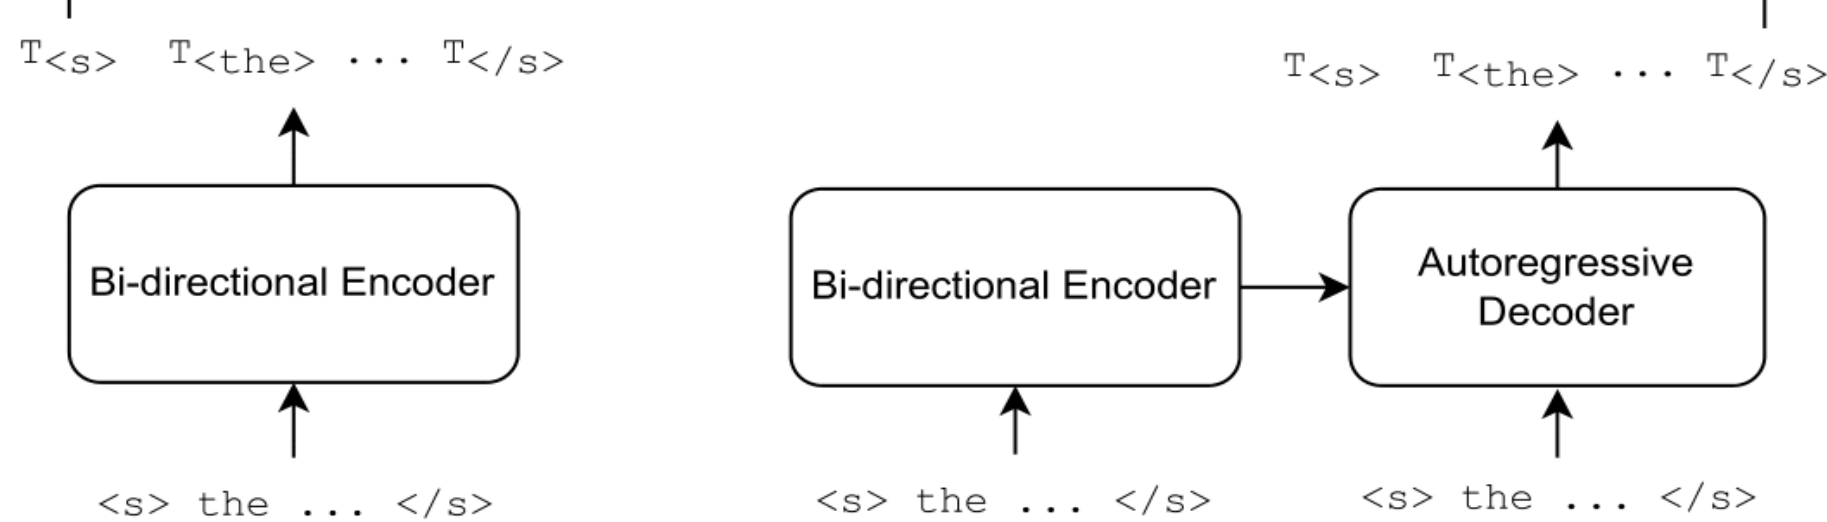 T<s> T<the> ... T</s>
Bi-directional Encoder
<s> the ... </s>
T<s> T<the> ... T</s>
Bi-directional Encoder
Autoregressive
Decoder
<s> the ... </s>
<s> the ... </s>